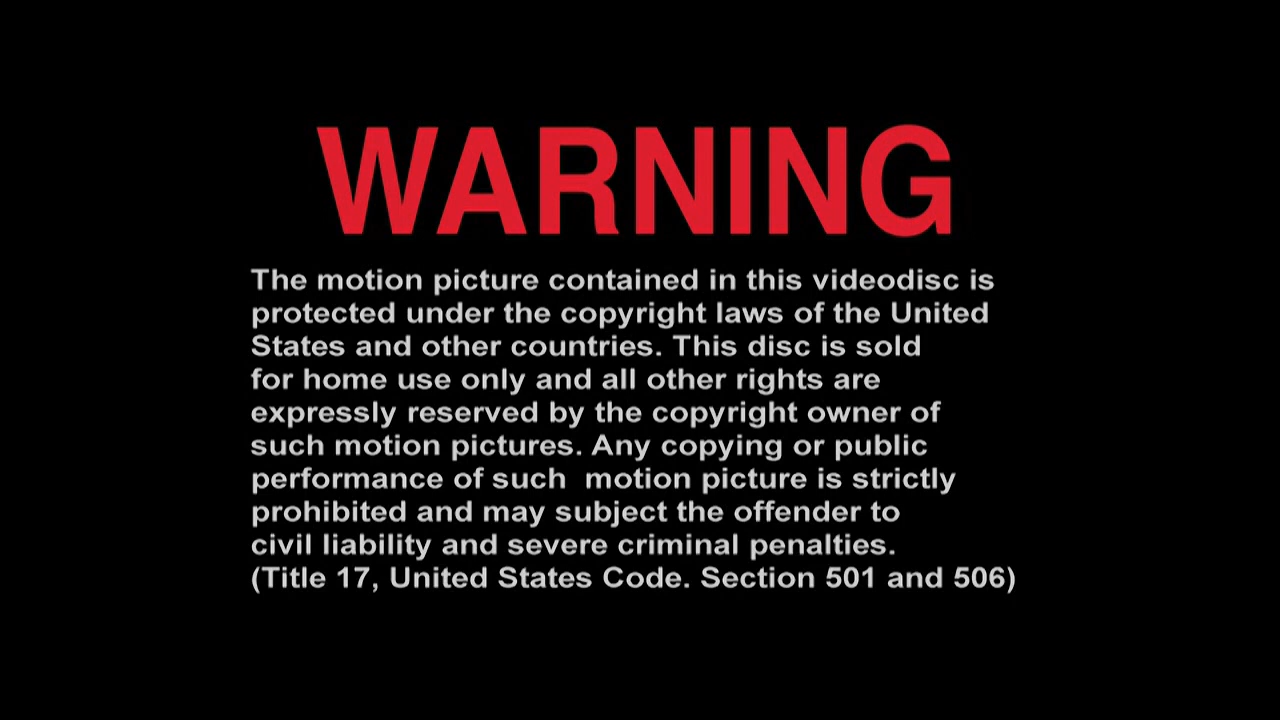 WARNING
The motion picture contained in this videodisc is
protected under the copyright laws of the United
States and other countries. This disc is sold
for home use only and all other rights are
expressly reserved by the copyright owner of
such motion pictures. Any copying or public
performance of such  motion picture is strictly
prohibited and may subject the offender to
civil liability and severe criminal penalties.
(Title 17, United States Code. Section 501 and 506)